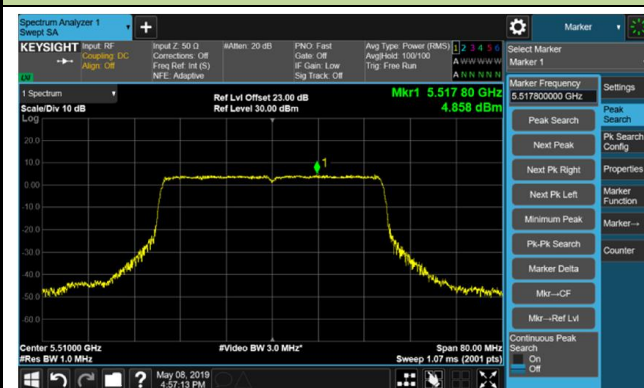 Spectrum Analyzer 1
Swept SA
+
Marker
KEYSIGHT
Input: RF
Coupling: DC
Align: Off
Input Z: 50 Ω
Corrections: Off
Freq Ref: Int (S)
NFE: Adaptive
#Atten: 20 dB
PNO: Fast
Gate: Off
IF Gain: Low
Sig Track: Off
Avg Type: Power (RMS)
Avg|Hold: 100/100
Trig: Free Run
1 2 3 4 5 6
A W W W W W
A N N N N N
LXI
Select Marker
Marker 1
1 Spectrum
Scale/Div 10 dB
Log
Ref Lvl Offset 23.00 dB
Ref Level 30.00 dBm
Mkr1 5.517 80 GHz
4.858 dBm
20.0
10.0
0.00
-10.0
-20.0
-30.0
-40.0
-50.0
-60.0
1
Center 5.51000 GHz
#Res BW 1.0 MHz
#Video BW 3.0 MHz*
Span 80.00 MHz
Sweep 1.07 ms (2001 pts)
Marker Frequency
5.517800000 GHz
Peak Search
Next Peak
Next Pk Right
Next Pk Left
Minimum Peak
Pk-Pk Search
Marker Delta
Mkr→CF
Mkr→Ref Lvl
Continuous Peak
Search
On
Off
Settings
Peak
Search
Pk Search
Config
Properties
Marker
Function
Marker→
Counter
?
May 08, 2019
4:57:13 PM